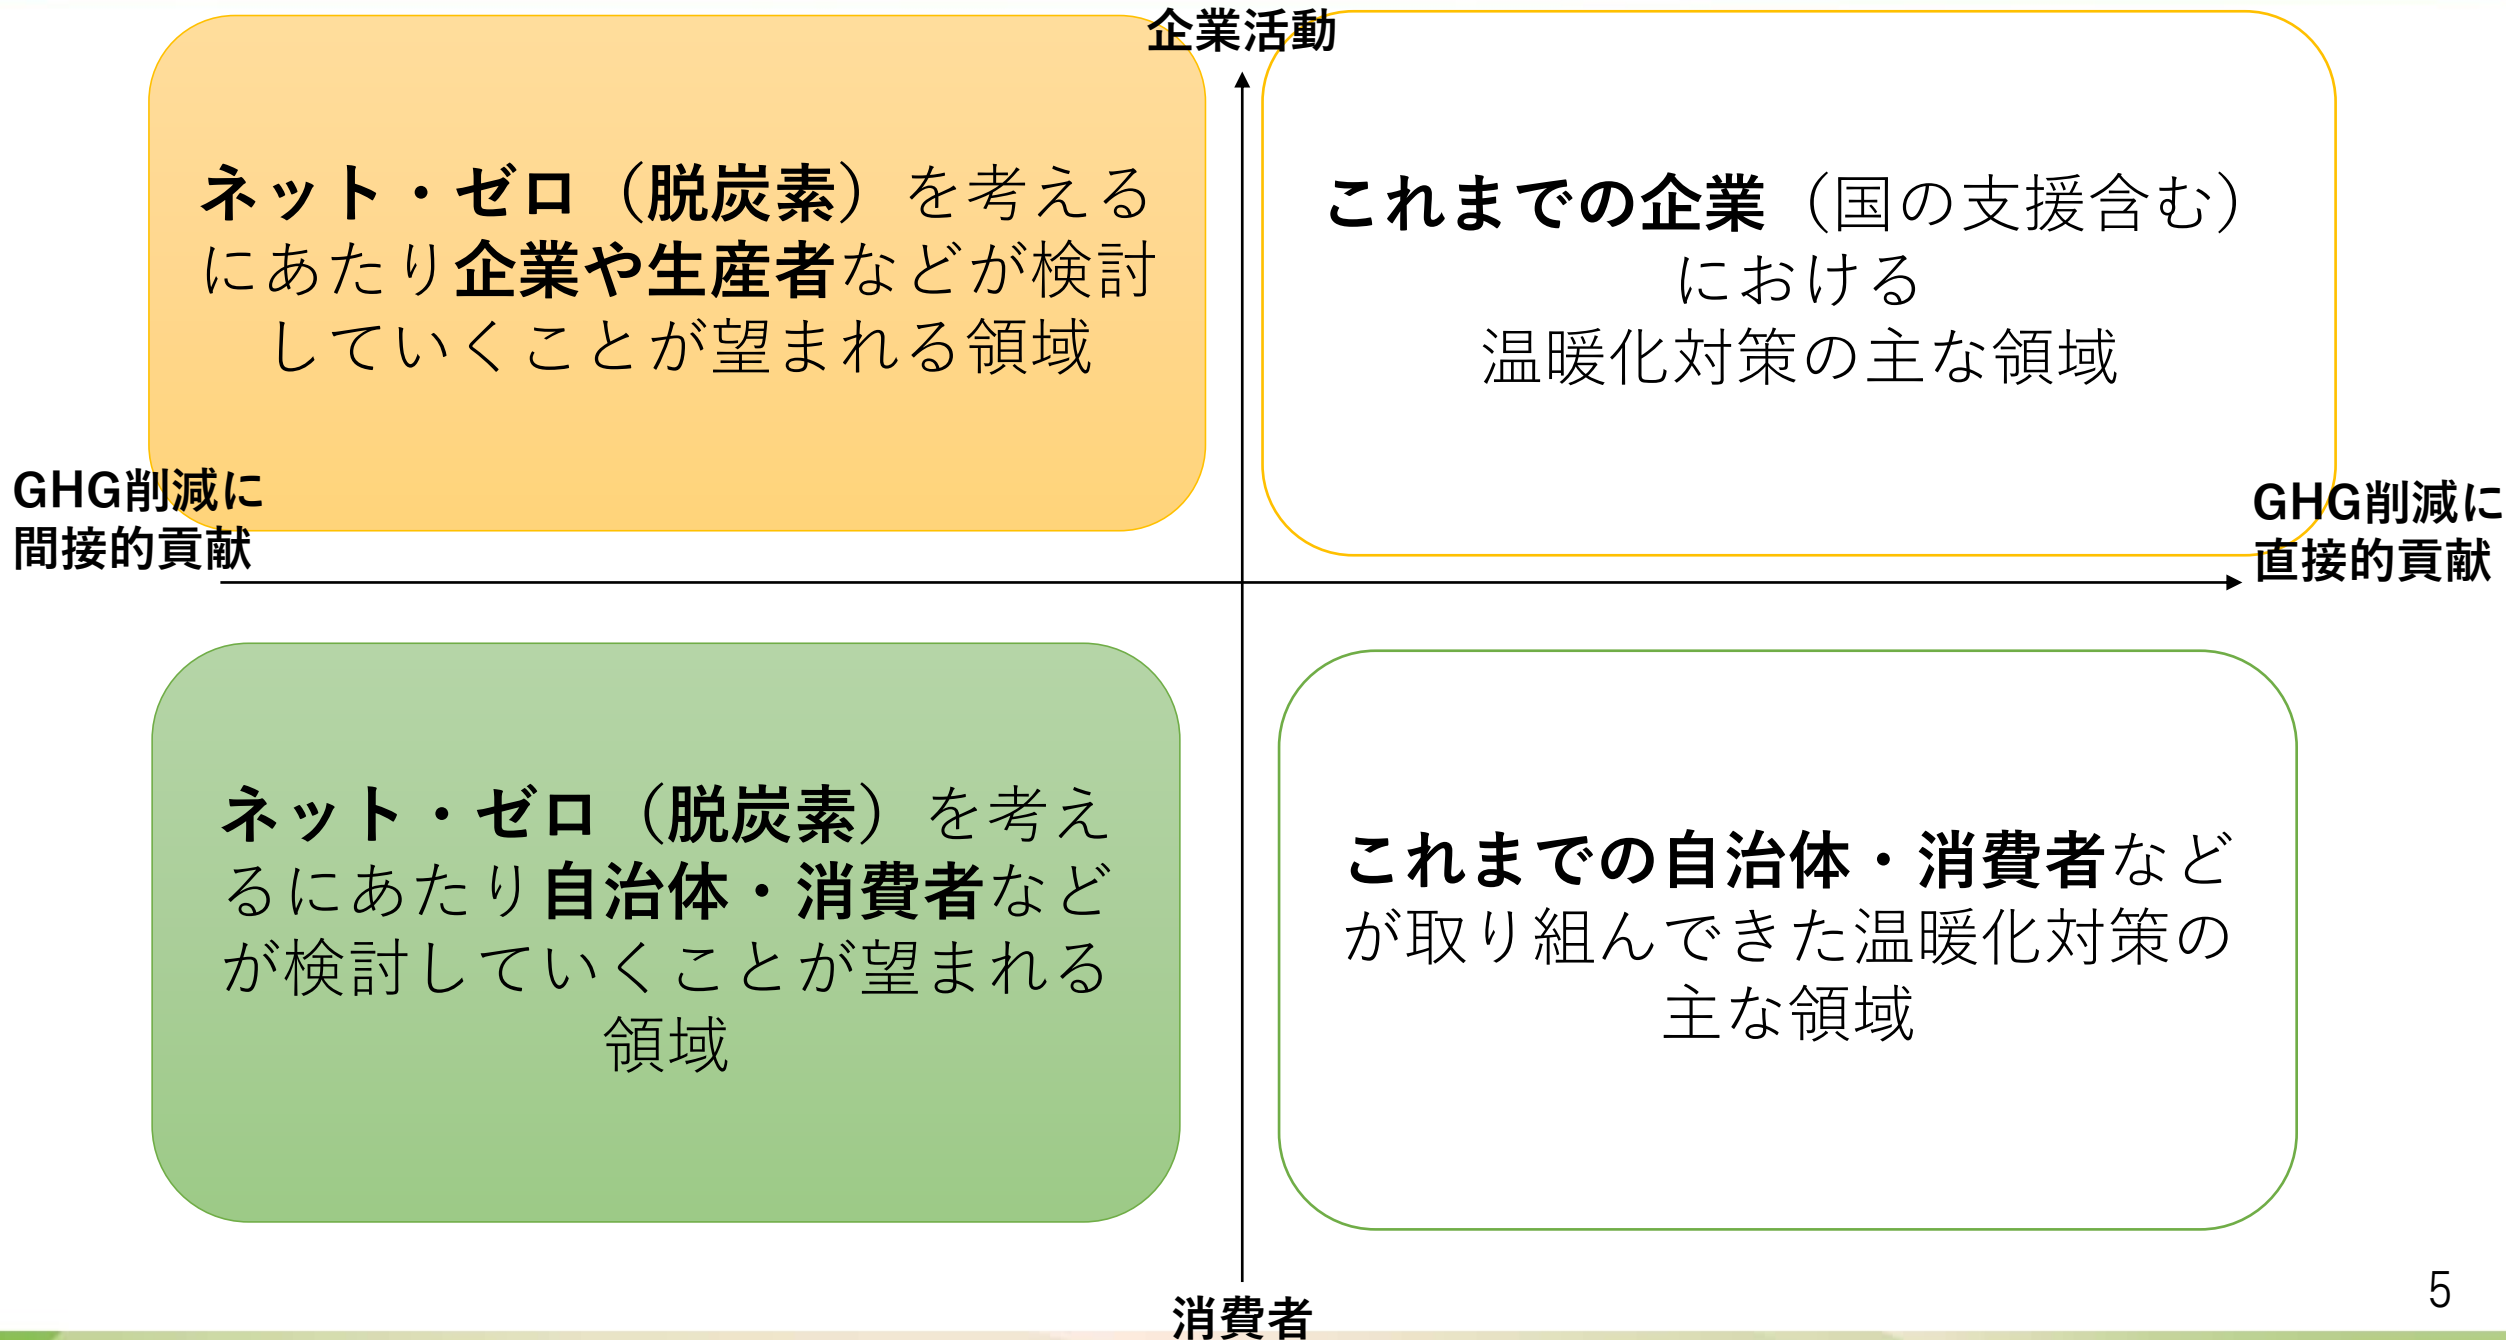 企業活動
ネット・ゼロ（脱炭素）を考える
にあたり企業や生産者などが検討
していくことが望まれる領域
これまでの企業（国の支援含む）
における
温暖化対策の主な領域
GHG削減に
間接的貢献
GHG削減に
直接的貢献
ネット・ゼロ（脱炭素）を考え
るにあたり自治体・消費者など
が検討していくことが望まれる
領域
これまでの自治体・消費者など
が取り組んできた温暖化対策の
主な領域
消費者
5